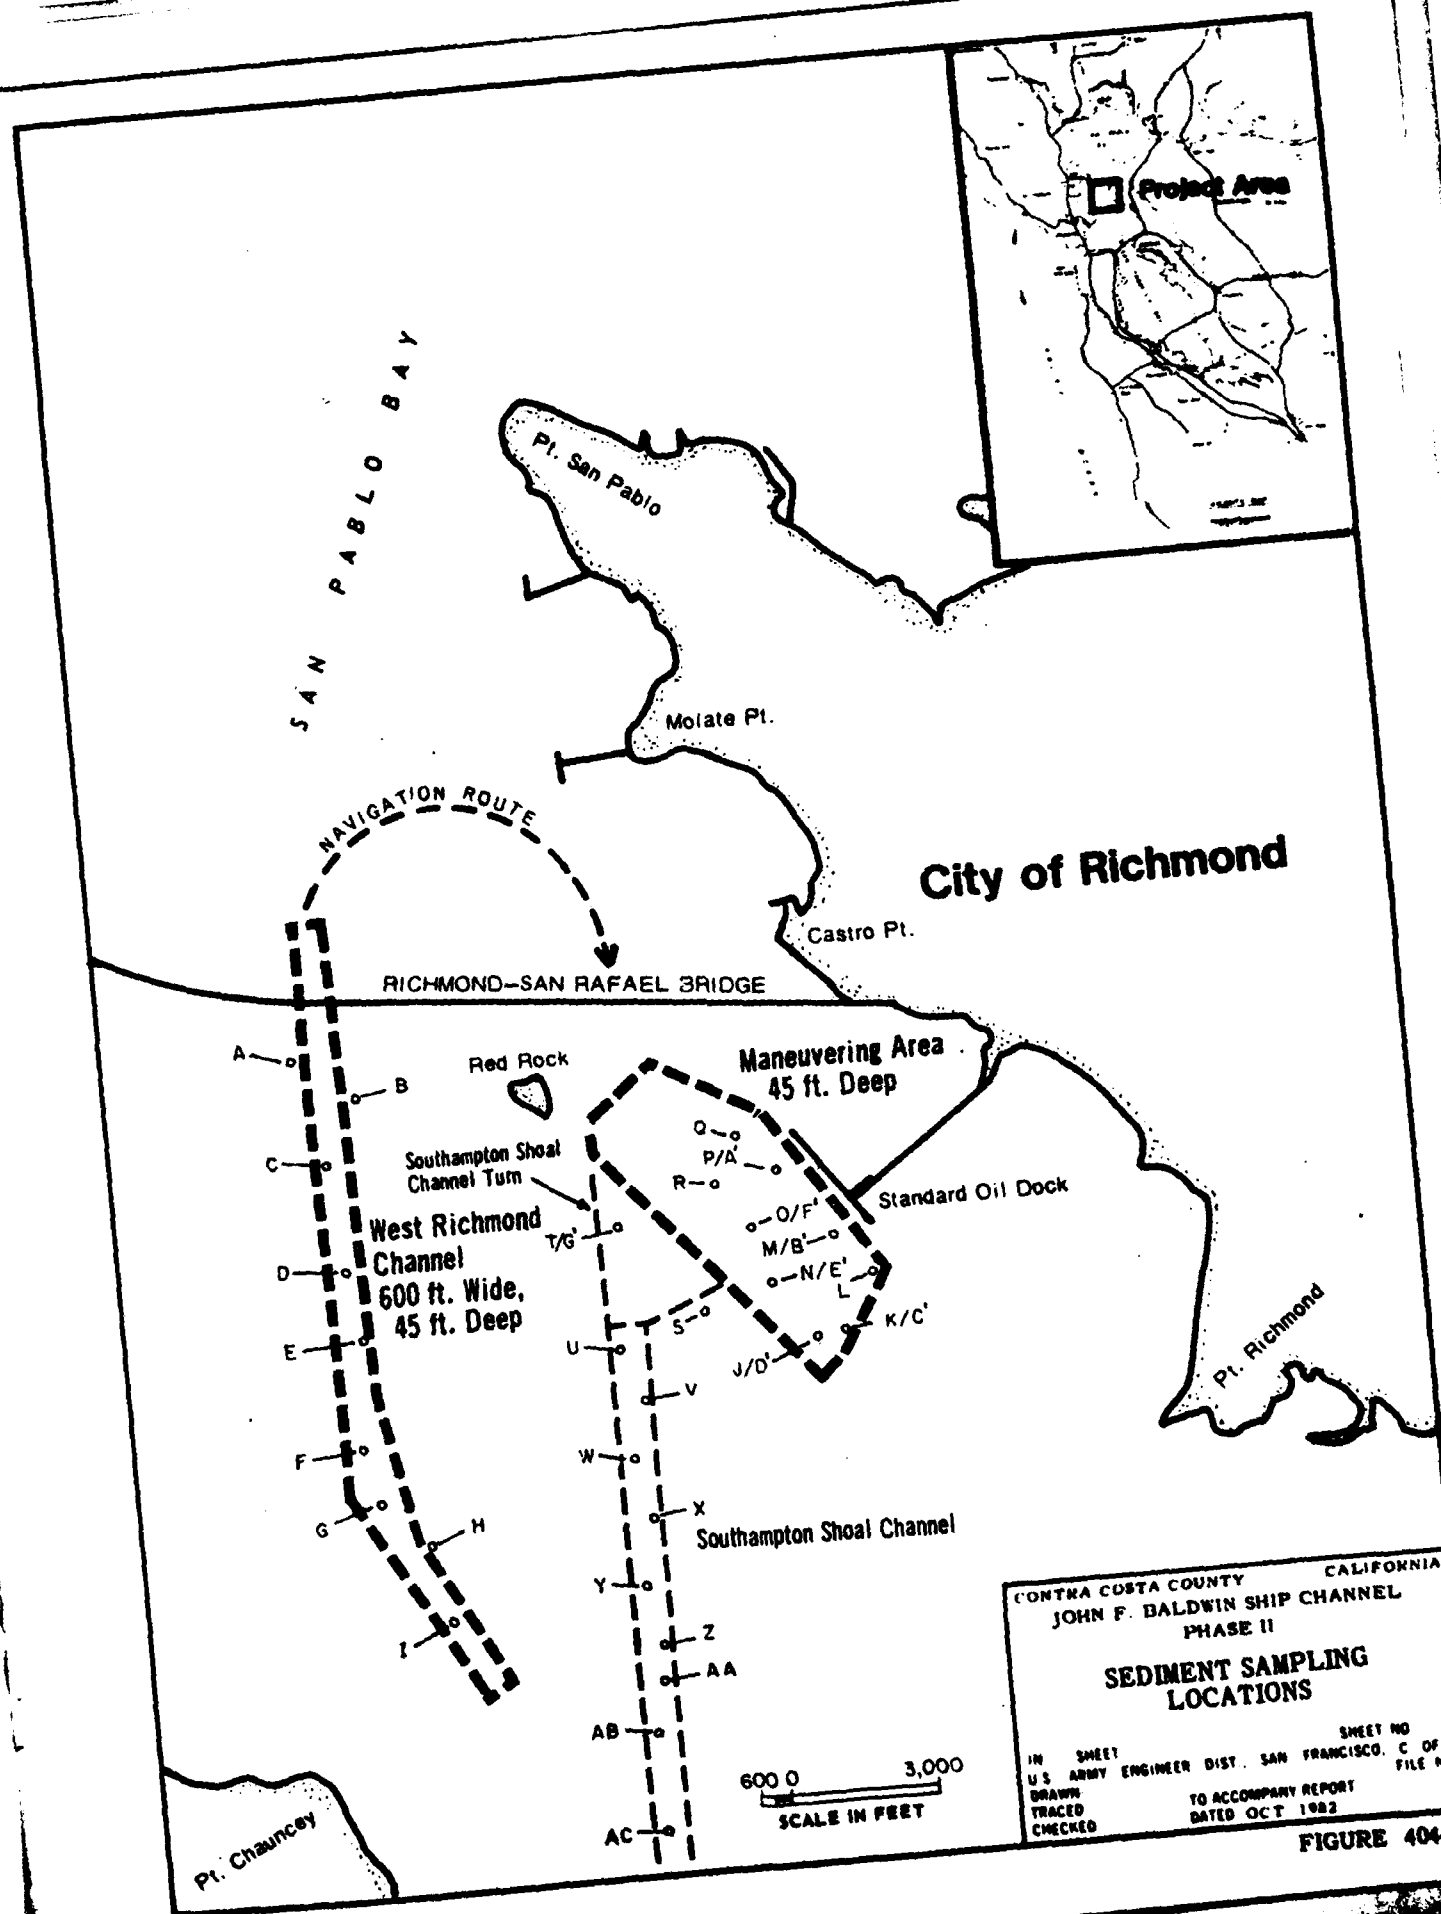 Project Area
SAN PABLO BAY
Pt. San Pablo
Molate Pt.
NAVIGATION ROUTE
City of Richmond
Castro Pt.
RICHMOND-SAN RAFAEL BRIDGE
A
B
Red Rock
Maneuvering Area
45 ft. Deep
Q
P/A'
R
C
Southampton Shoal
Channel Turn
Standard Oil Dock
O/F'
M/B'
T/G'
West Richmond
Channel
600 ft. Wide,
45 ft. Deep
D
N/E'
L
S
K/C'
J/D'
E
U
V
Pt. Richmond
F
W
G
H
X
Southampton Shoal Channel
Y
I
Z
AA
AB
AC
600 0 3,000
SCALE IN FEET
Pt. Chauncey
CONTRA COSTA COUNTY CALIFORNIA
JOHN F. BALDWIN SHIP CHANNEL
PHASE II
SEDIMENT SAMPLING
LOCATIONS
IN SHEET SHEET NO
U S ARMY ENGINEER DIST. SAN FRANCISCO, C OF
DRAWN FILE
TRACED TO ACCOMPANY REPORT
CHECKED DATED OCT 1982
FIGURE 404